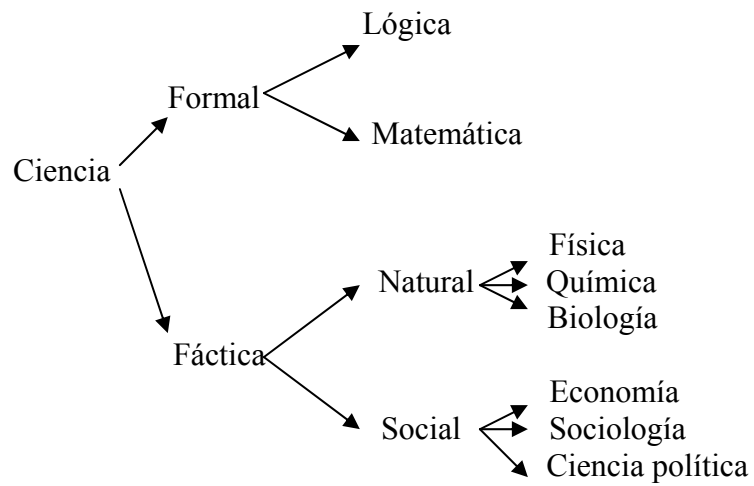 Lógica
Formal
Matemática
Ciencia
Física
Natural
Química
Biología
Fáctica
Economía
Social
Sociología
Ciencia política